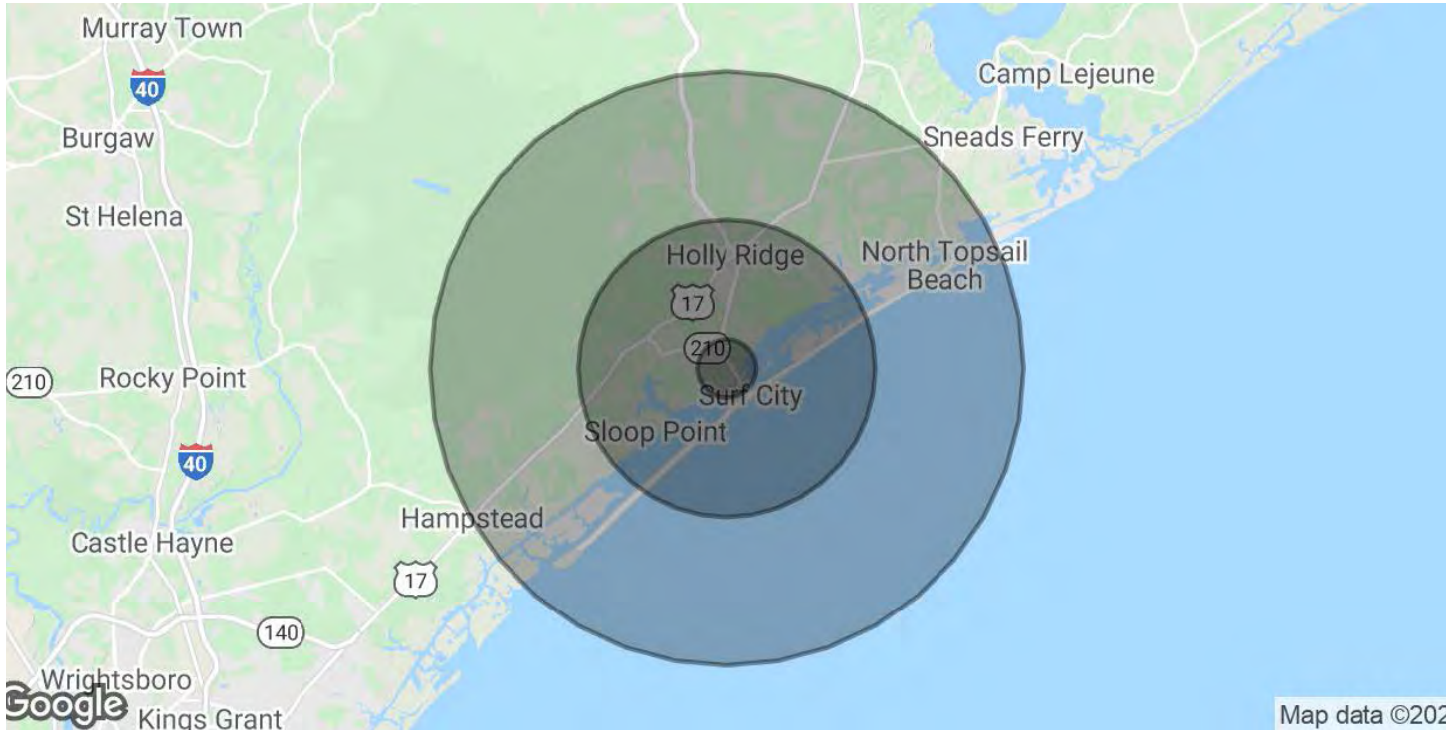 Murray Town
40
Camp Lejeune
Burgaw
Sneads Ferry
St Helena
Holly Ridge
North Topsail
Beach
17
210
210
Rocky Point
Surf City
Sloop Point
40
Hampstead
Castle Hayne
17
140
Wrightsboro
Google
Kings Grant
Map data ©202